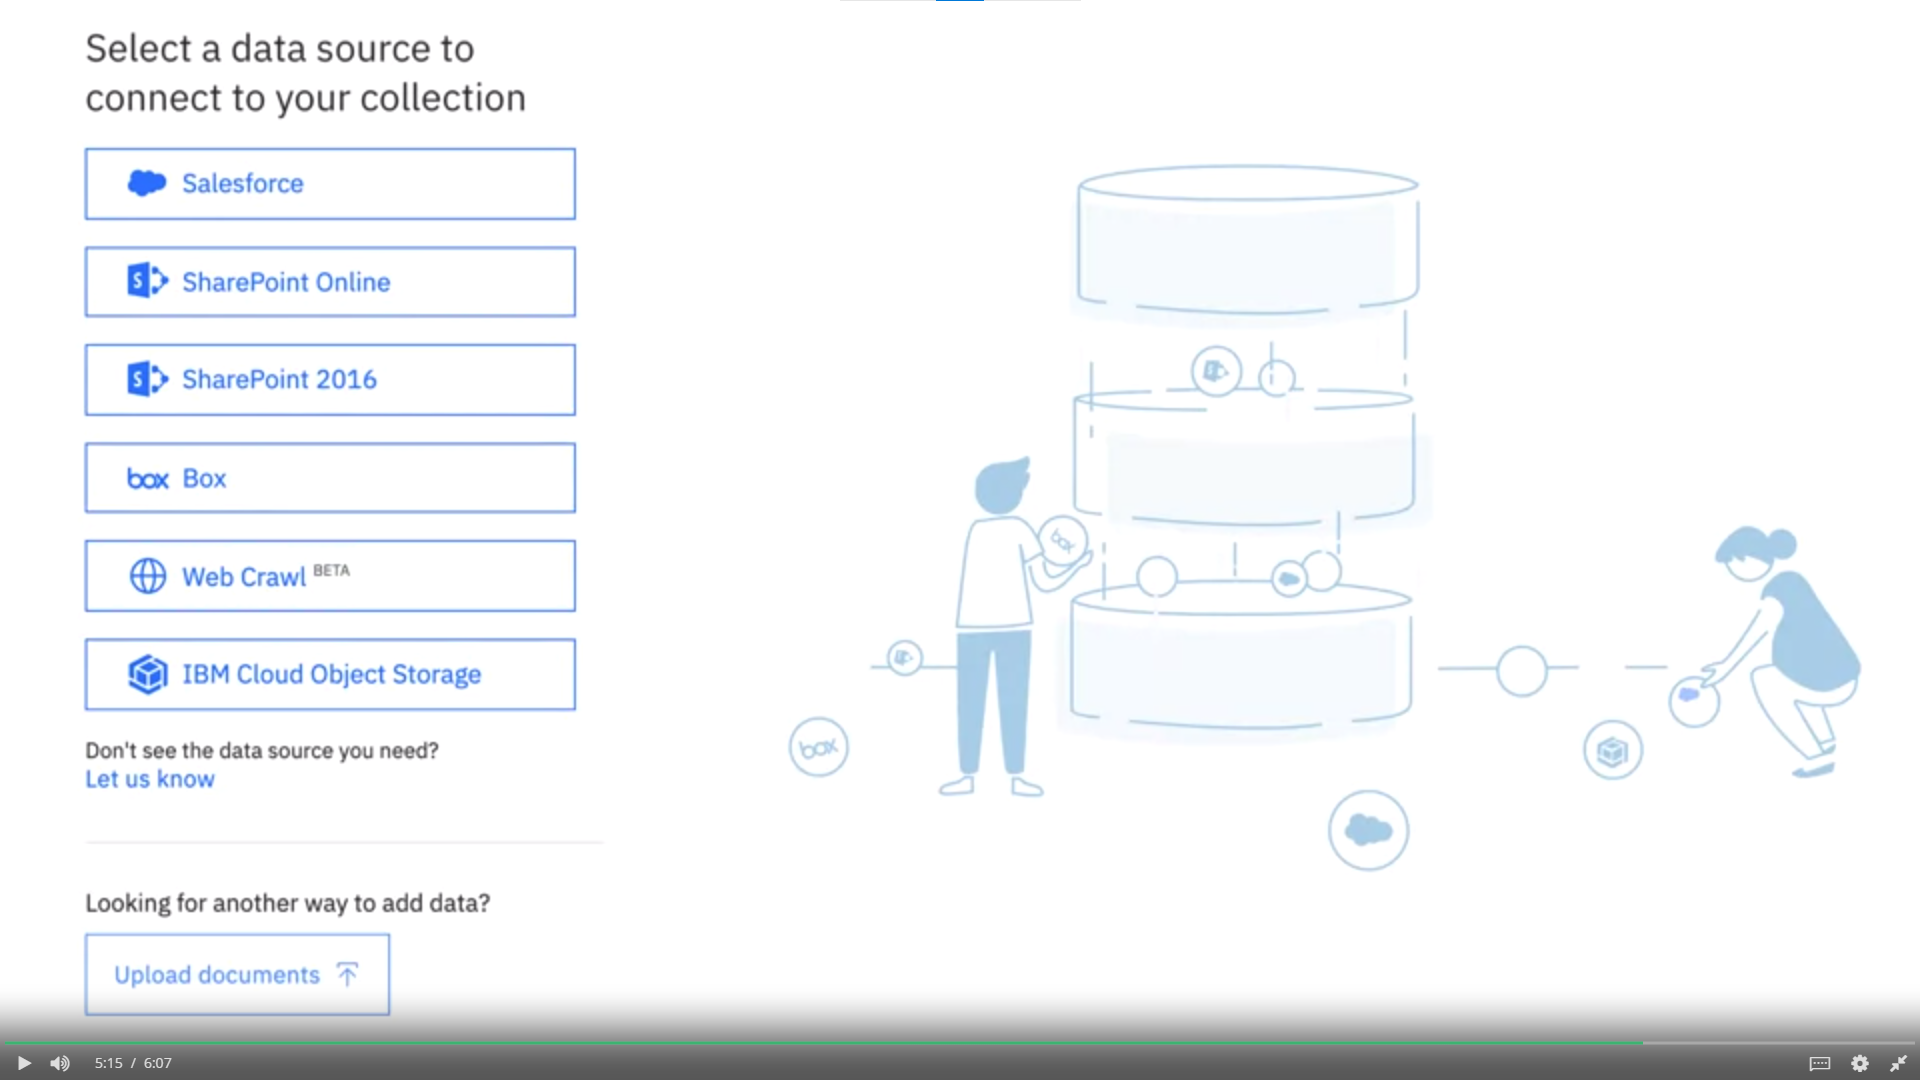 Select a data source to
connect to your collection
Salesforce
S SharePoint Online
S SharePoint 2016
box Box
Web Crawl BETA
IBM Cloud Object Storage
Don't see the data source you need?
Let us know
Looking for another way to add data?
Upload documents
box
box
5:15 / 6:07